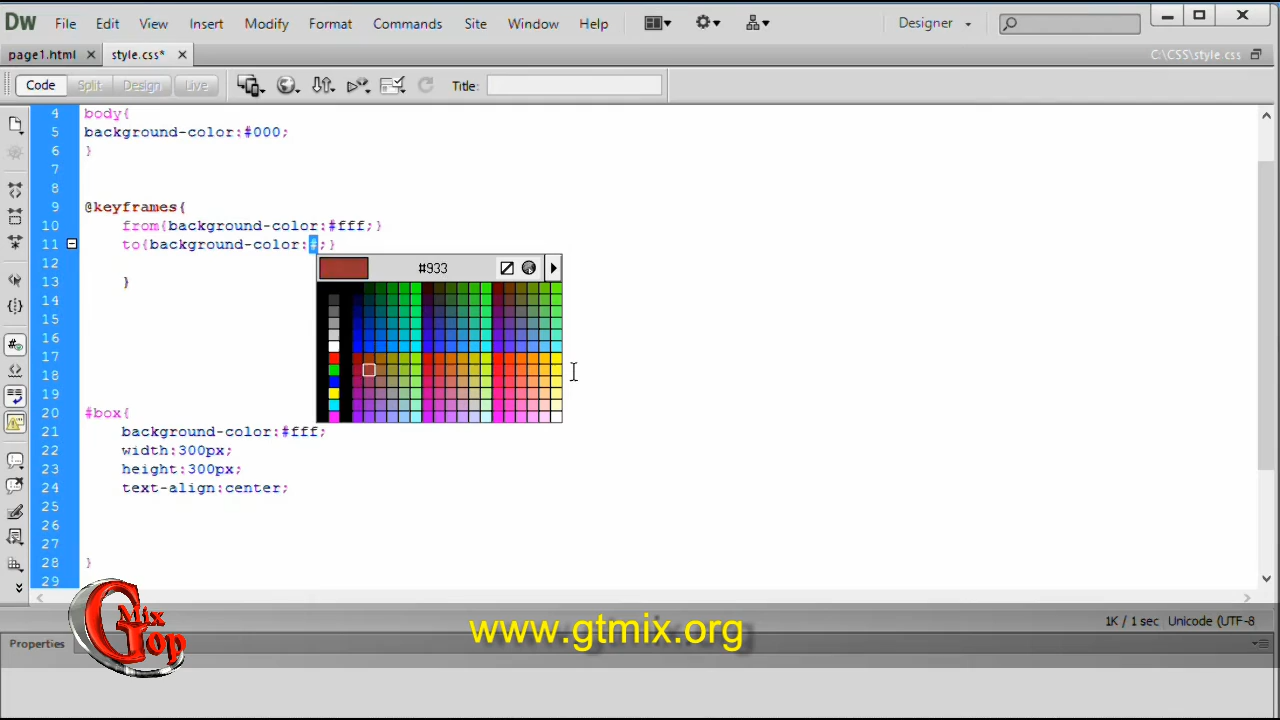 Dw File Edit View Insert Modify Format Commands Site Window Help Designer
page1.html style.css* C:\CSS\style css
Code Split Design Live Title:
4 body{
5 background-color:#000;
6 }
7
8
9 @keyframes{
10 from{background-color:#fff;}
11 to{background-color:#;}
12 #933
13 }
14
15
16
17
18
19
20 #box{
21 background-color:#fff;
22 width:300px;
23 height:300px;
24 text-align:center;
25
26
27
28 }
29
G Mix Top
www.gtmix.org
1K / 1 sec Unicode (UTF-8
Properties